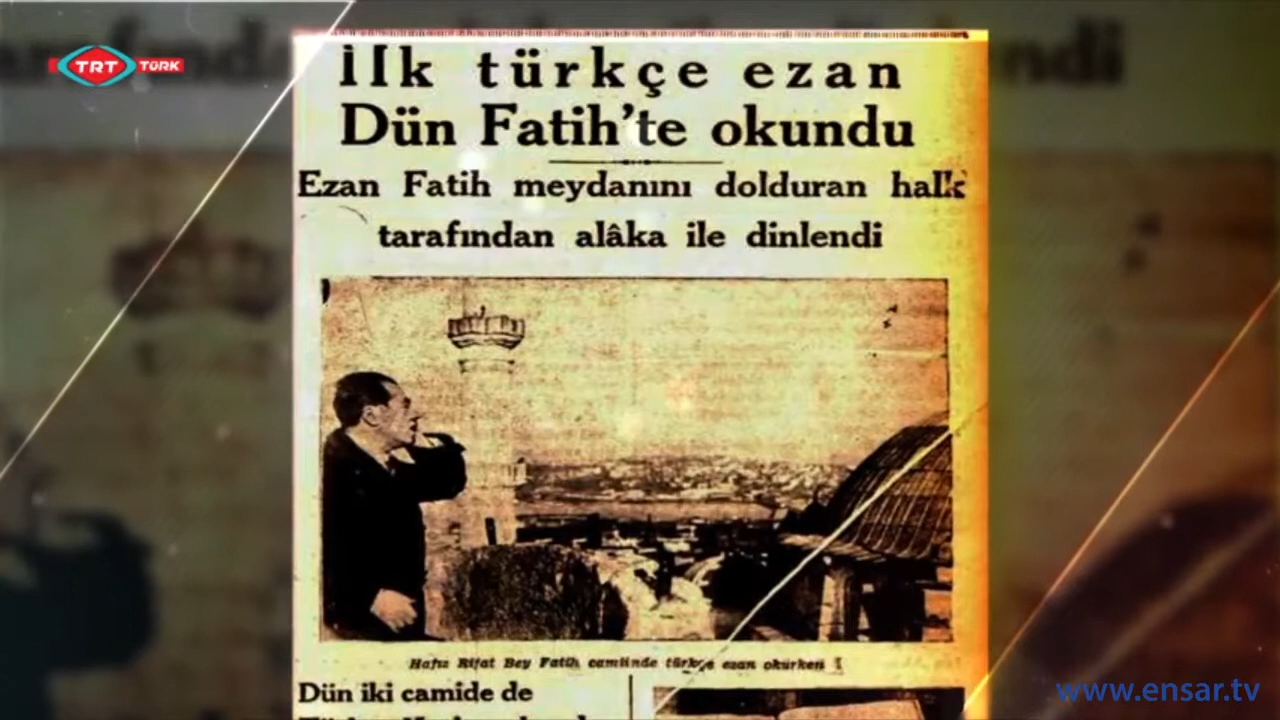 TRT TÜRK
İlk türkçe ezan
Dün Fatih'te okundu
Ezan Fatih meydanını dolduran halk
tarafından alâka ile dinlendi
Hafız Rifat Bey Fatih camiinde türkçe ezan okurken
Dün iki camide de
www.ensar.tv